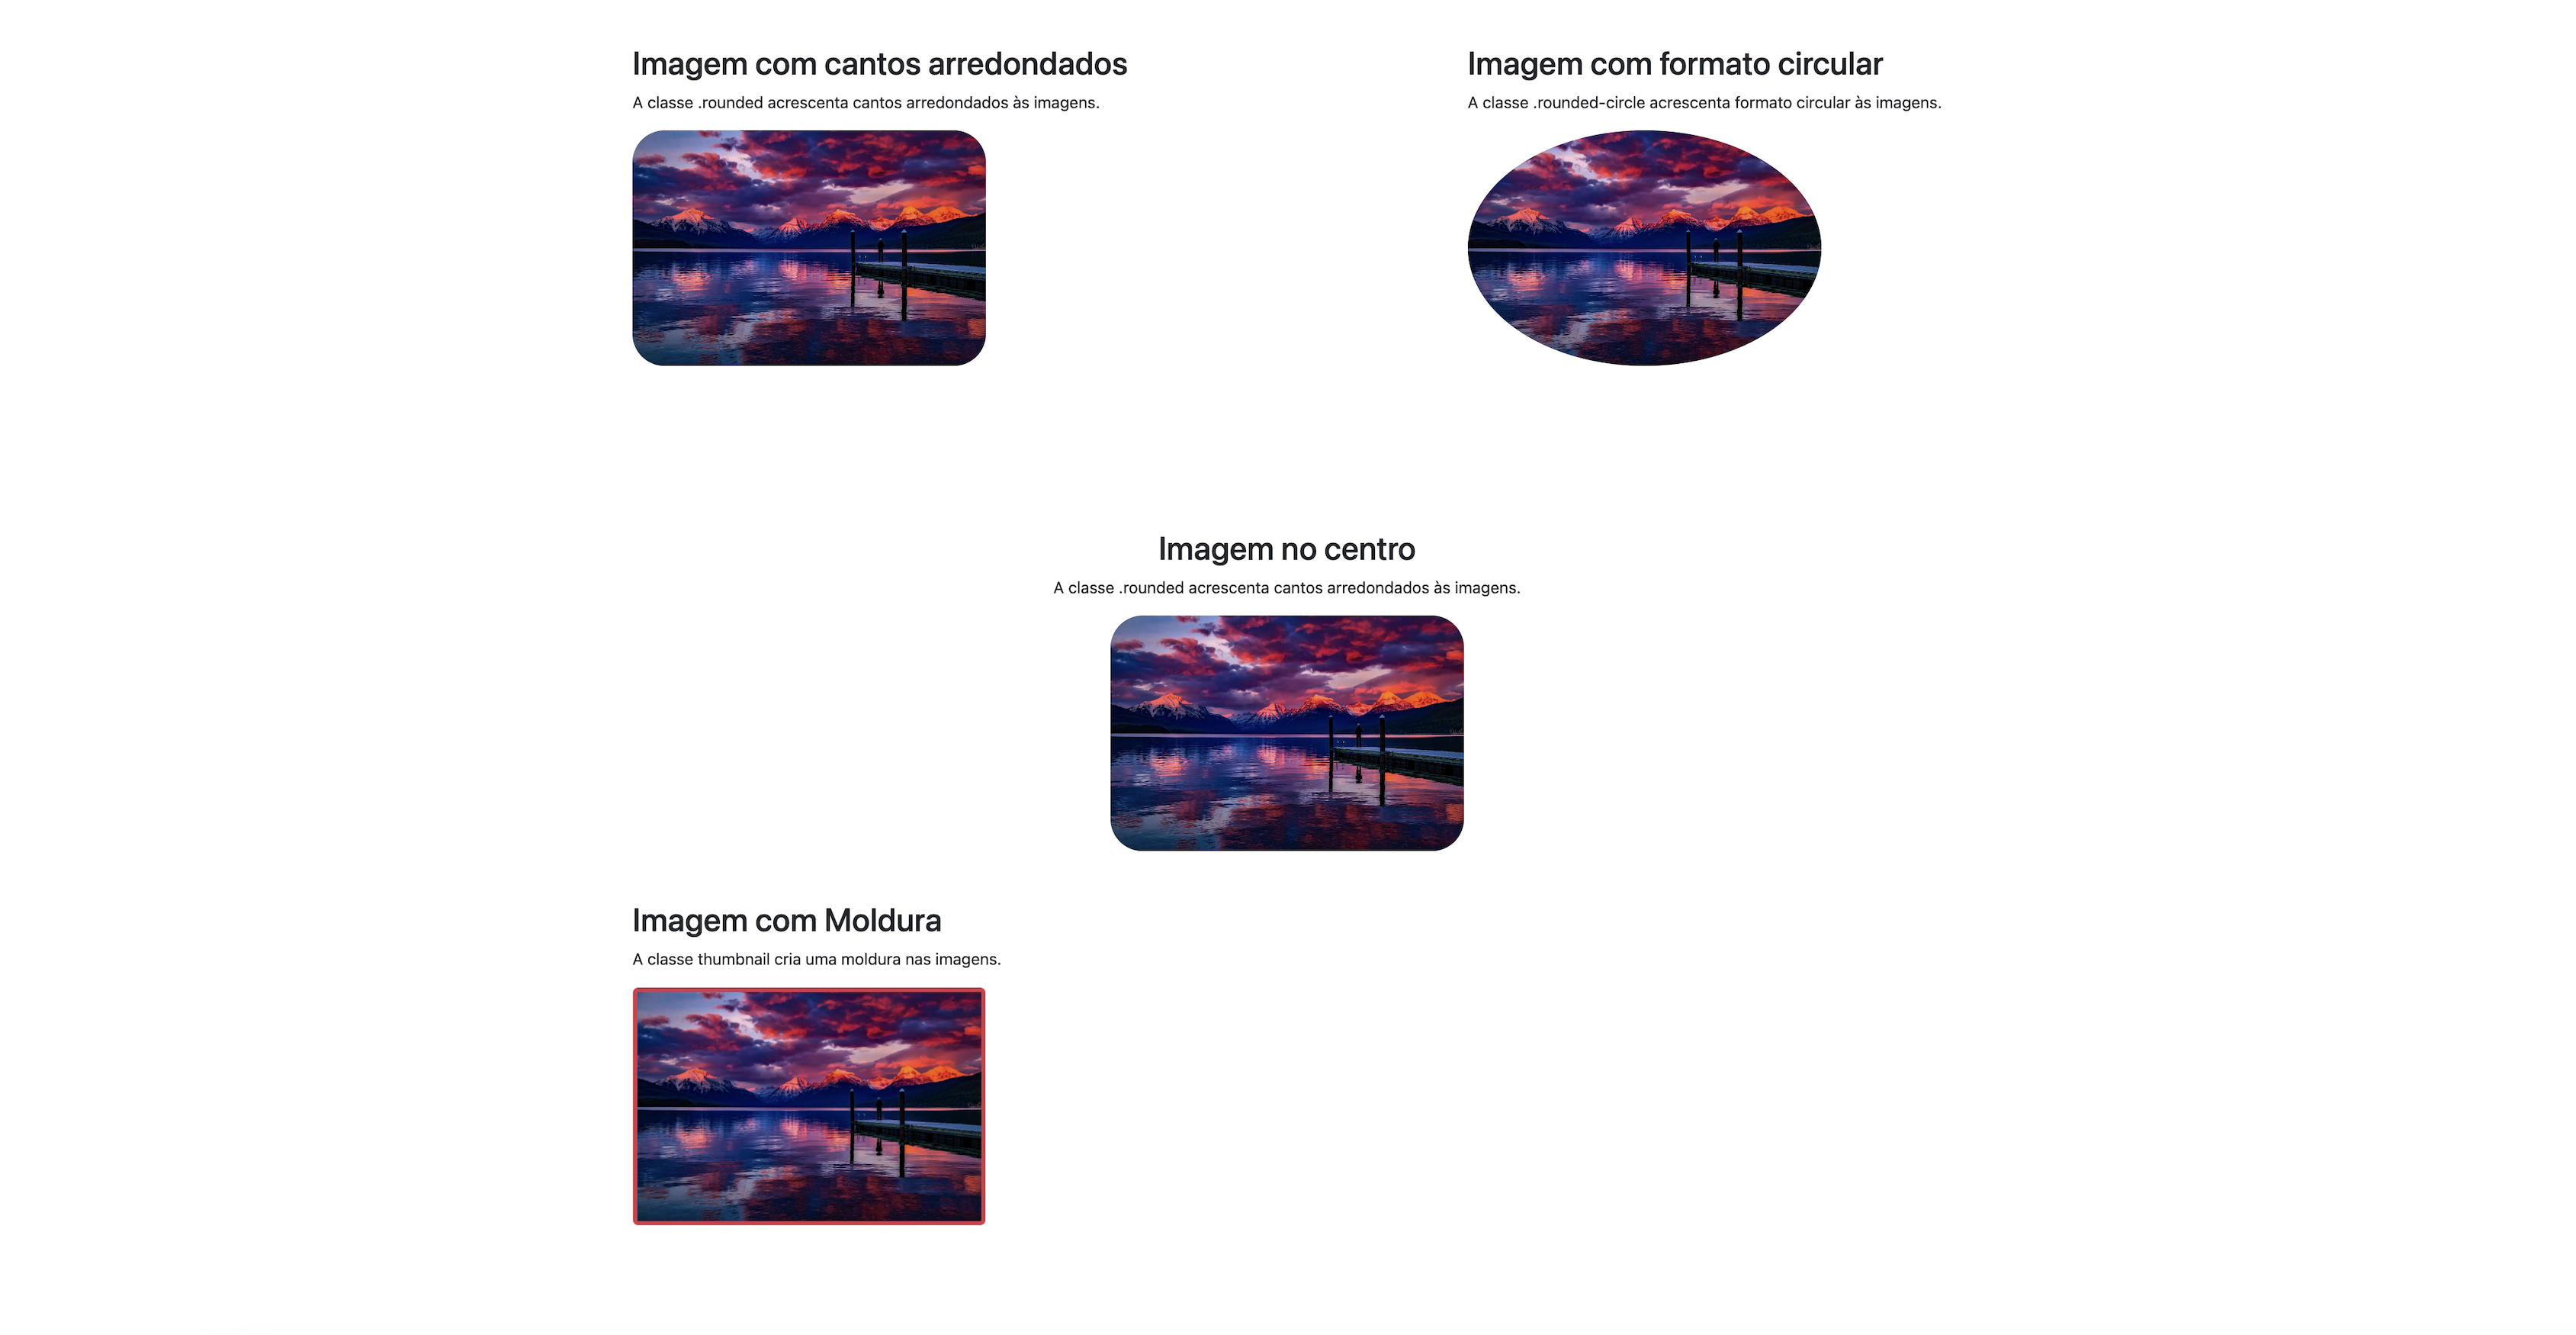 Imagem com cantos arredondados
A classe .rounded acrescenta cantos arredondados às imagens.
Imagem com formato circular
A classe .rounded-circle acrescenta formato circular às imagens.
Imagem no centro
A classe .rounded acrescenta cantos arredondados às imagens.
Imagem com Moldura
A classe thumbnail cria uma moldura nas imagens.